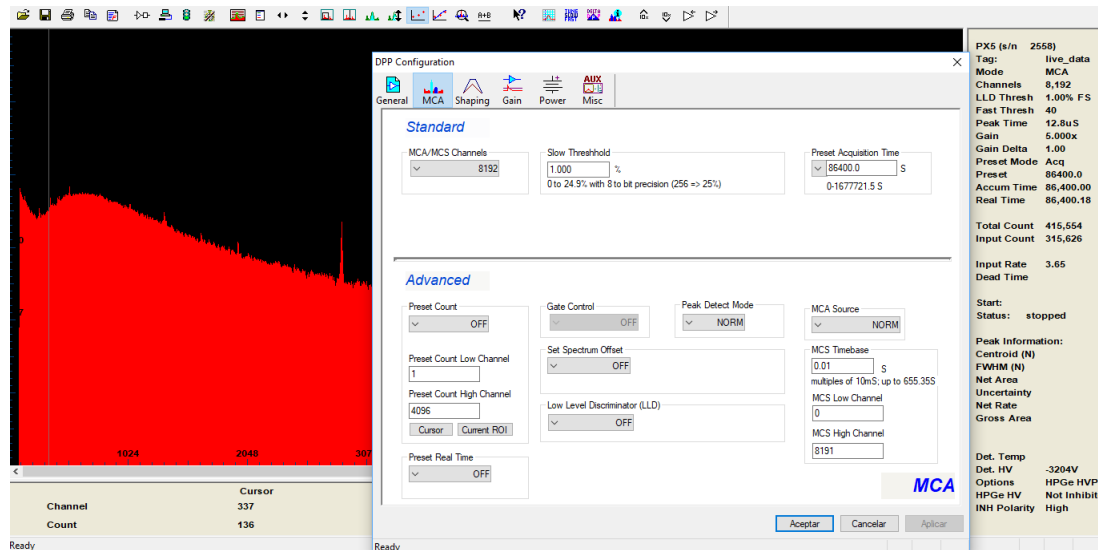 A+B
DPP Configuration
General MCA Shaping Gain Power AUX Misc
Standard
MCA/MCS Channels
8192
Slow Threshhold
1.000 %
0 to 24.9% with 8 to bit precision (256 => 25%)
Preset Acquisition Time
86400.0 S
0-1677721.5 S
Advanced
Preset Count
OFF
Preset Count Low Channel
1
Preset Count High Channel
4096
Cursor Current ROI
Preset Real Time
OFF
Gate Control
OFF
Set Spectrum Offset
OFF
Low Level Discriminator (LLD)
OFF
Peak Detect Mode
NORM
MCA Source
NORM
MCS Timebase
0.01 S
multiples of 10mS; up to 655.35S
MCS Low Channel
0
MCS High Channel
8191
MCA
Aceptar Cancelar Aplicar
Ready
1024 2048 307
Cursor
Channel 337
Count 136
Ready
PX5 (s/n 2558)
Tag: live_data
Mode MCA
Channels 8,192
LLD Thresh 1.00% FS
Fast Thresh 40
Peak Time 12.8uS
Gain 5.000x
Gain Delta 1.00
Preset Mode Acq
Preset 86400.0
Accum Time 86,400.00
Real Time 86,400.18
Total Count 415,554
Input Count 315,626
Input Rate 3.65
Dead Time
Start:
Status: stopped
Peak Information:
Centroid (N)
FWHM (N)
Net Area
Uncertainty
Net Rate
Gross Area
Det. Temp
Det. HV -3204V
Options HPGe HVP
HPGe HV Not Inhibit
INH Polarity High